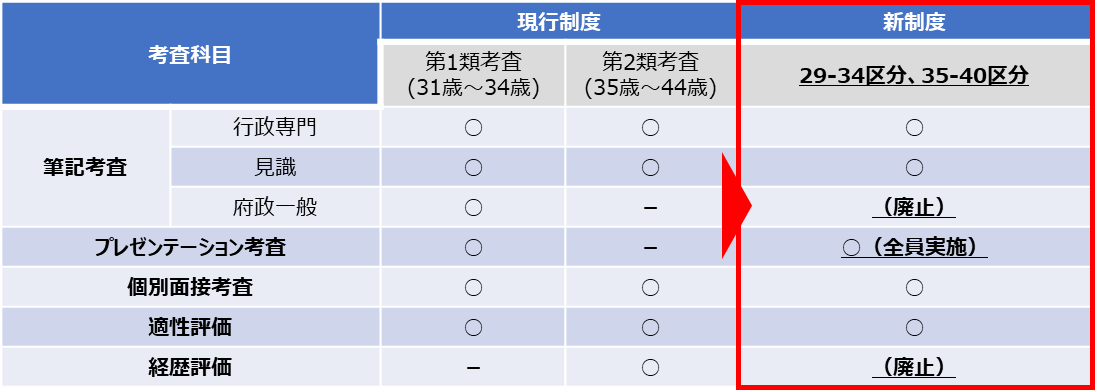 考査科目 現行制度 新制度
第1類考査 第2類考査 29-34区分、35-40区分
(31歳～34歳) (35歳～44歳)
筆記考査 行政専門 ○ ○ ○
見識 ○ ○ ○
府政一般 ○ － （廃止）
プレゼンテーション考査 ○ － ○（全員実施）
個別面接考査 ○ ○ ○
適性評価 ○ ○ ○
経歴評価 － ○ （廃止）